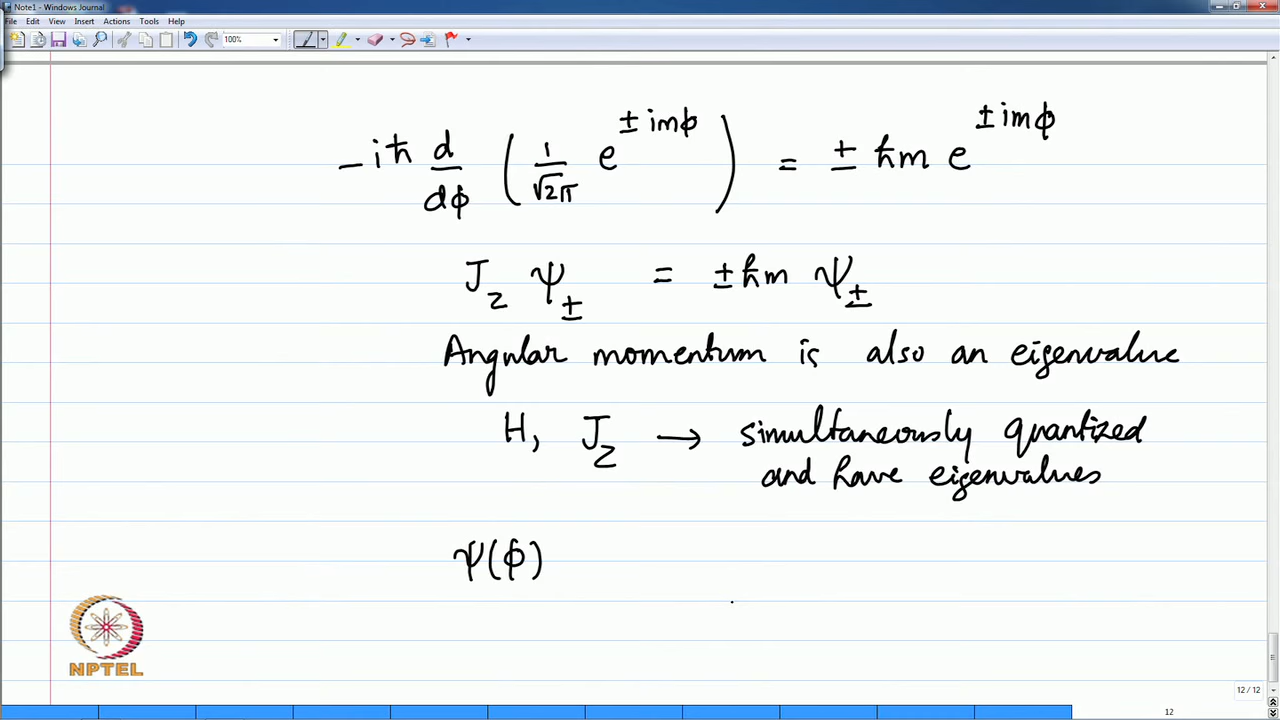 Note1 - Windows Journal
File Edit View Insert Actions Tools Help
100%
-iħ d/dϕ ( 1/√2π e^{± imϕ} ) = ± ħm e^{± imϕ}
J_z ψ_± = ± ħm ψ_±
Angular momentum is also an eigenvalue
H, J_z → simultaneously quantized
and have eigenvalues
ψ(ϕ)
NPTEL
12 / 12
12